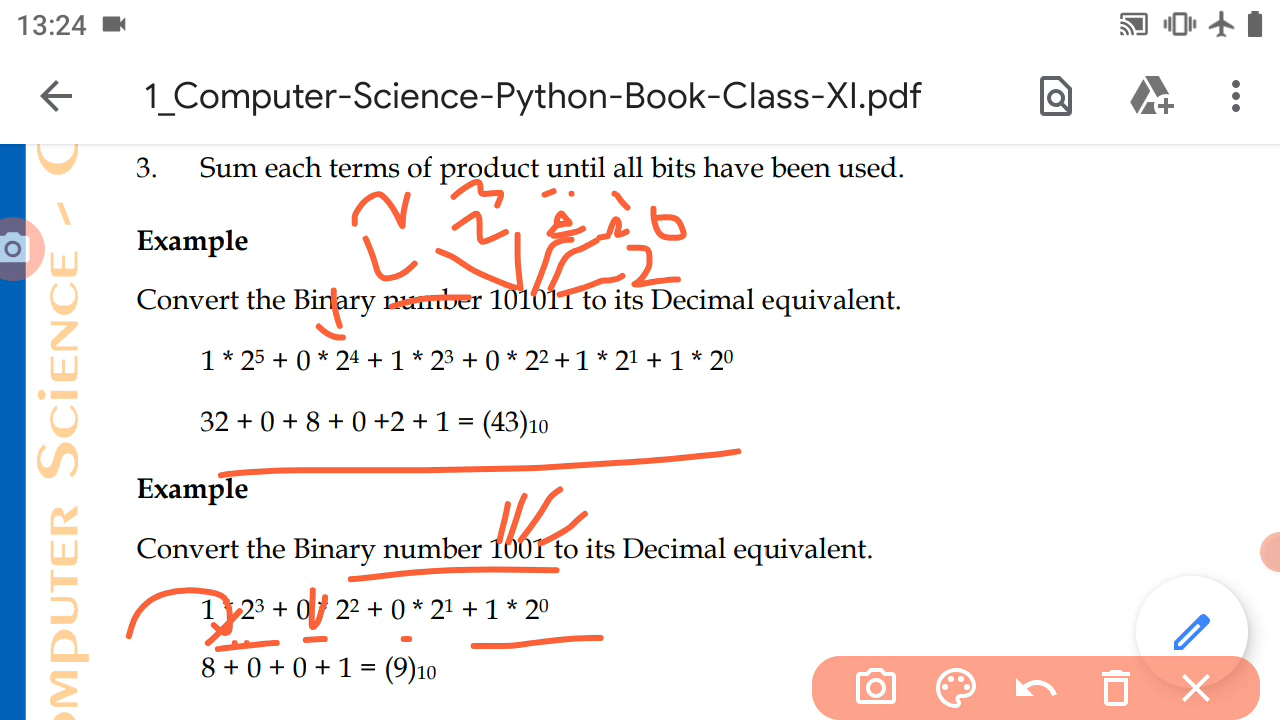 13:24
1_Computer-Science-Python-Book-Class-XI.pdf
3. Sum each terms of product until all bits have been used.
Example
Convert the Binary number 101011 to its Decimal equivalent.
1 * 2⁵ + 0 * 2⁴ + 1 * 2³ + 0 * 2² + 1 * 2¹ + 1 * 2⁰
32 + 0 + 8 + 0 +2 + 1 = (43)₁₀
Example
Convert the Binary number 1001 to its Decimal equivalent.
1 * 2³ + 0 * 2² + 0 * 2¹ + 1 * 2⁰
8 + 0 + 0 + 1 = (9)₁₀
OMPUTER SCiENCE - C